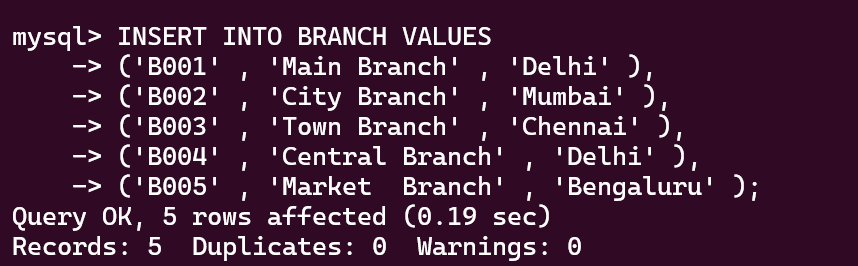 mysql> INSERT INTO BRANCH VALUES
    -> ('B001' , 'Main Branch' , 'Delhi' ),
    -> ('B002' , 'City Branch' , 'Mumbai' ),
    -> ('B003' , 'Town Branch' , 'Chennai' ),
    -> ('B004' , 'Central Branch' , 'Delhi' ),
    -> ('B005' , 'Market  Branch' , 'Bengaluru' );
Query OK, 5 rows affected (0.19 sec)
Records: 5  Duplicates: 0  Warnings: 0